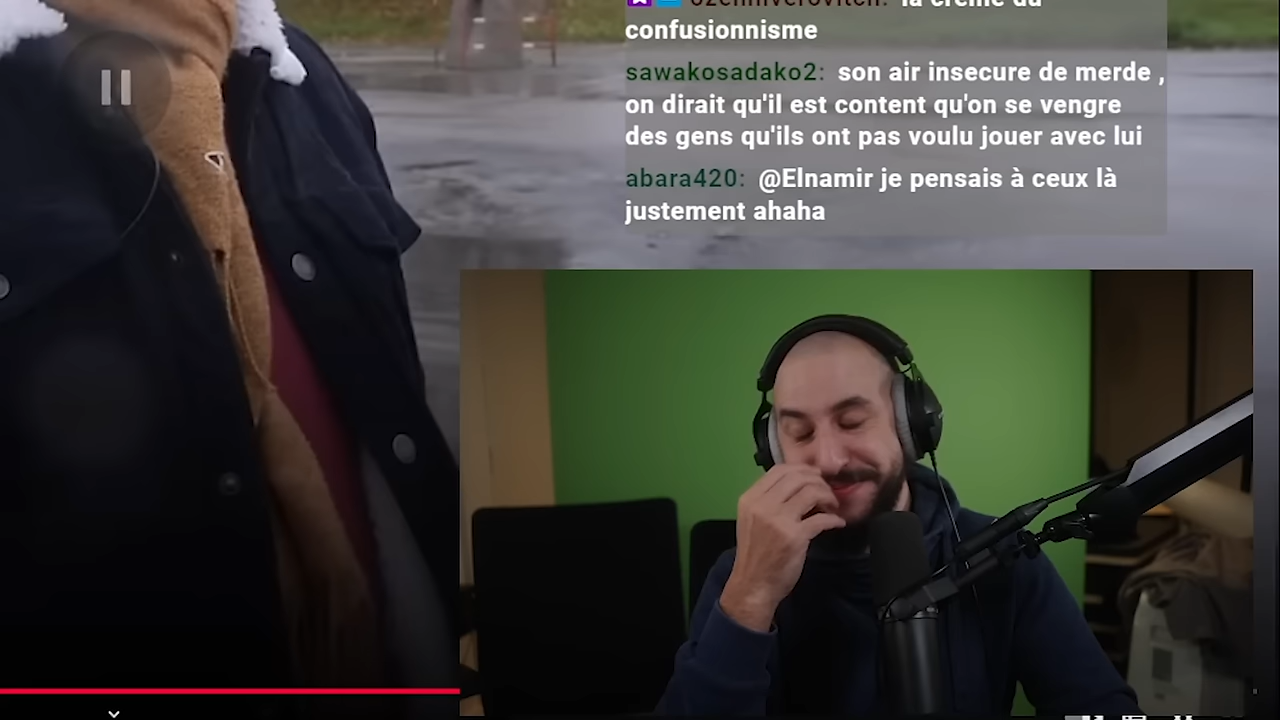 la crème du
confusionnisme
sawakosadako2: son air insecure de merde ,
on dirait qu'il est content qu'on se vengre
des gens qu'ils ont pas voulu jouer avec lui
abara420: @Elnamir je pensais à ceux là
justement ahaha